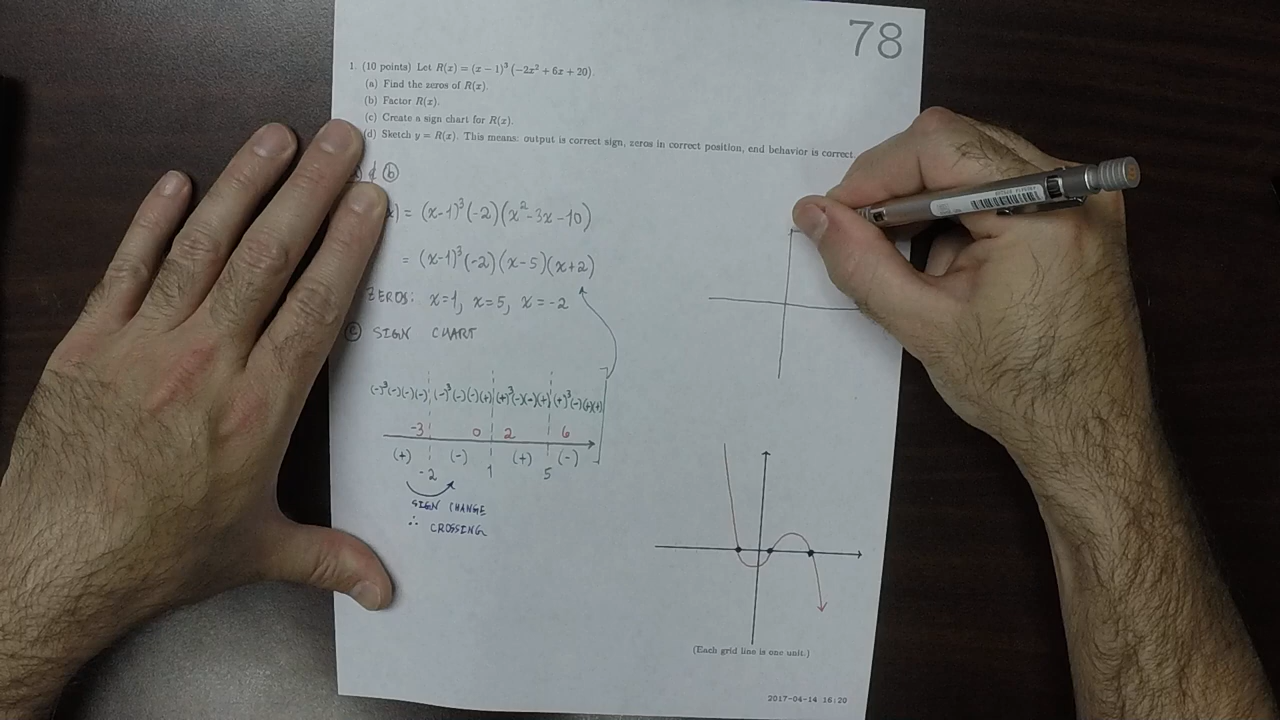 78
1. (10 points) Let R(x) = (x − 1)³ (−2x² + 6x + 20).
(a) Find the zeros of R(x).
(b) Factor R(x).
(c) Create a sign chart for R(x).
(d) Sketch y = R(x). This means: output is correct sign, zeros in correct position, end behavior is correct.
& (b)
x) = (x-1)³(-2)(x²-3x-10)
= (x-1)³(-2)(x-5)(x+2)
ZEROS: x=1, x=5, x=-2
(c) SIGN CHART
(-)³(-)(-)(-) (-)³(-)(-)(+) (+)³(-)(-)(+) (+)³(-)(+)(+)
-3 0 2 6
(+) (-) (+) (-)
-2 1 5
SIGN CHANGE
∴ CROSSING
(Each grid line is one unit.)
2017-04-14 16:20